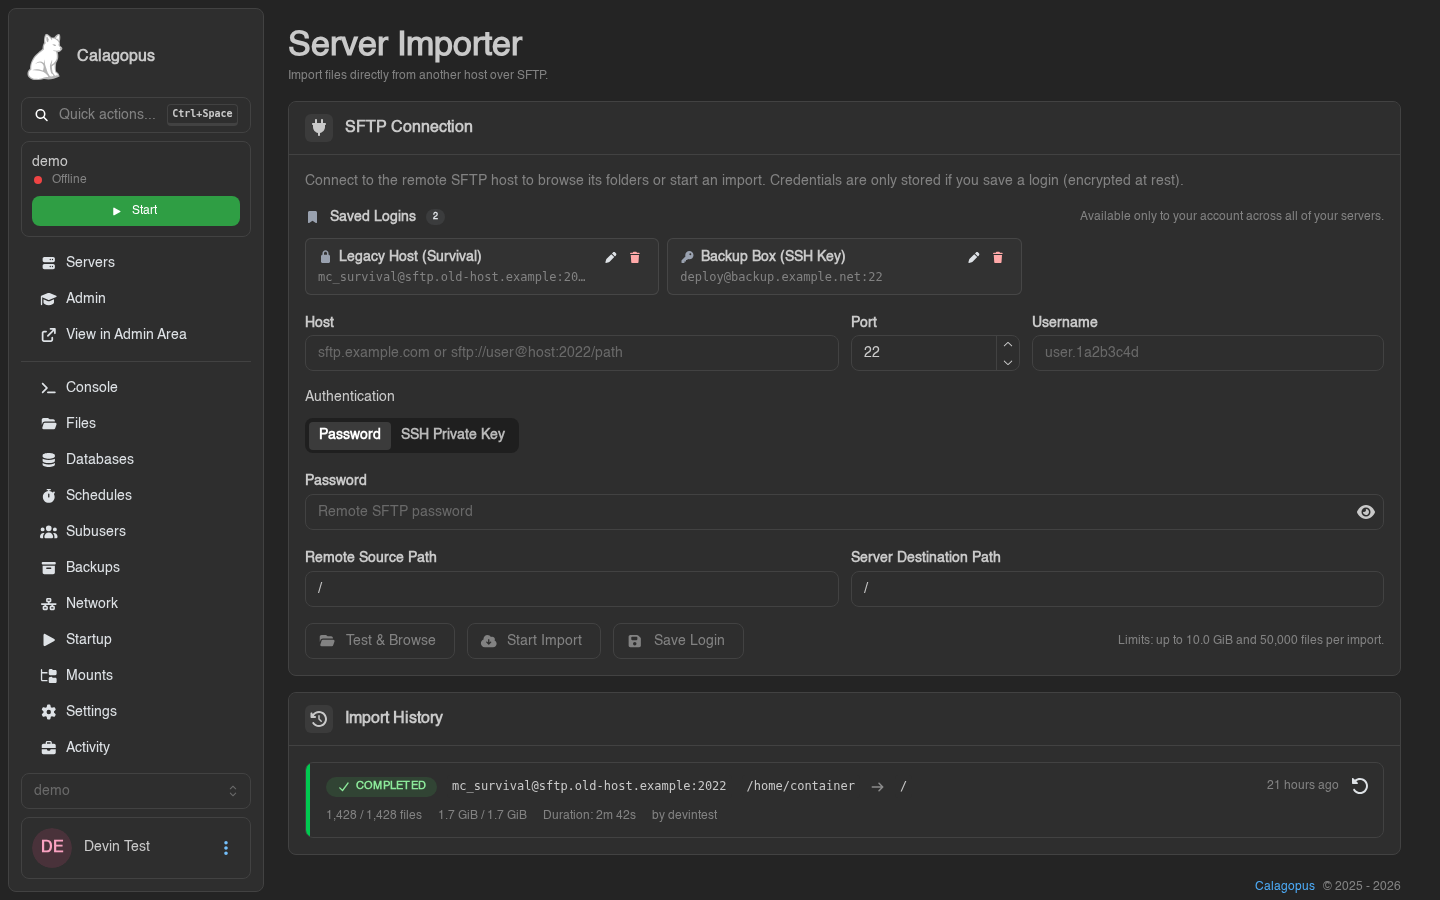 Calagopus
Quick actions... Ctrl+Space
demo
Offline
Start
Servers
Admin
View in Admin Area
Console
Files
Databases
Schedules
Subusers
Backups
Network
Startup
Mounts
Settings
Activity
demo
DE Devin Test
Server Importer
Import files directly from another host over SFTP.
SFTP Connection
Connect to the remote SFTP host to browse its folders or start an import. Credentials are only stored if you save a login (encrypted at rest).
Saved Logins 2 Available only to your account across all of your servers.
Legacy Host (Survival)
mc_survival@sftp.old-host.example:20…
Backup Box (SSH Key)
deploy@backup.example.net:22
Host
sftp.example.com or sftp://user@host:2022/path
Port
22
Username
user.1a2b3c4d
Authentication
Password SSH Private Key
Password
Remote SFTP password
Remote Source Path
/
Server Destination Path
/
Test & Browse Start Import Save Login Limits: up to 10.0 GiB and 50,000 files per import.
Import History
COMPLETED mc_survival@sftp.old-host.example:2022 /home/container → / 21 hours ago
1,428 / 1,428 files 1.7 GiB / 1.7 GiB Duration: 2m 42s by devintest
Calagopus © 2025 - 2026